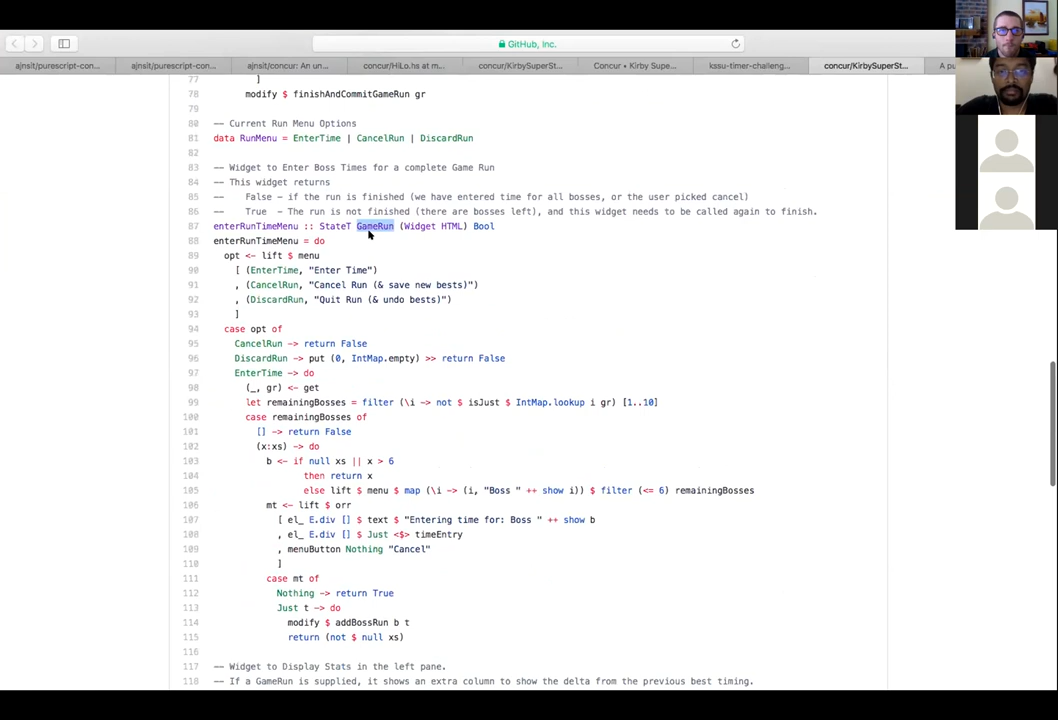 GitHub, Inc.
ajnsit/purescript-con...
ajnsit/purescript-con...
ajnsit/concur: An un...
concur/HiLo.hs at m...
concur/KirbySuperSt...
Concur • Kirby Supe...
kssu-timer-challeng...
concur/KirbySuperSt...
A pu
77 ]
78 modify $ finishAndCommitGameRun gr
79
80 -- Current Run Menu Options
81 data RunMenu = EnterTime | CancelRun | DiscardRun
82
83 -- Widget to Enter Boss Times for a complete Game Run
84 -- This widget returns
85 -- False - if the run is finished (we have entered time for all bosses, or the user picked cancel)
86 -- True - The run is not finished (there are bosses left), and this widget needs to be called again to finish.
87 enterRunTimeMenu :: StateT GameRun (Widget HTML) Bool
88 enterRunTimeMenu = do
89 opt <- lift $ menu
90 [ (EnterTime, "Enter Time")
91 , (CancelRun, "Cancel Run (& save new bests)")
92 , (DiscardRun, "Quit Run (& undo bests)")
93 ]
94 case opt of
95 CancelRun -> return False
96 DiscardRun -> put (0, IntMap.empty) >> return False
97 EnterTime -> do
98 (_, gr) <- get
99 let remainingBosses = filter (\i -> not $ isJust $ IntMap.lookup i gr) [1..10]
100 case remainingBosses of
101 [] -> return False
102 (x:xs) -> do
103 b <- if null xs || x > 6
104 then return x
105 else lift $ menu $ map (\i -> (i, "Boss " ++ show i)) $ filter (<= 6) remainingBosses
106 mt <- lift $ orr
107 [ el_ E.div [] $ text $ "Entering time for: Boss " ++ show b
108 , el_ E.div [] $ Just <$> timeEntry
109 , menuButton Nothing "Cancel"
110 ]
111 case mt of
112 Nothing -> return True
113 Just t -> do
114 modify $ addBossRun b t
115 return (not $ null xs)
116
117 -- Widget to Display Stats in the left pane.
118 -- If a GameRun is supplied, it shows an extra column to show the delta from the previous best timing.